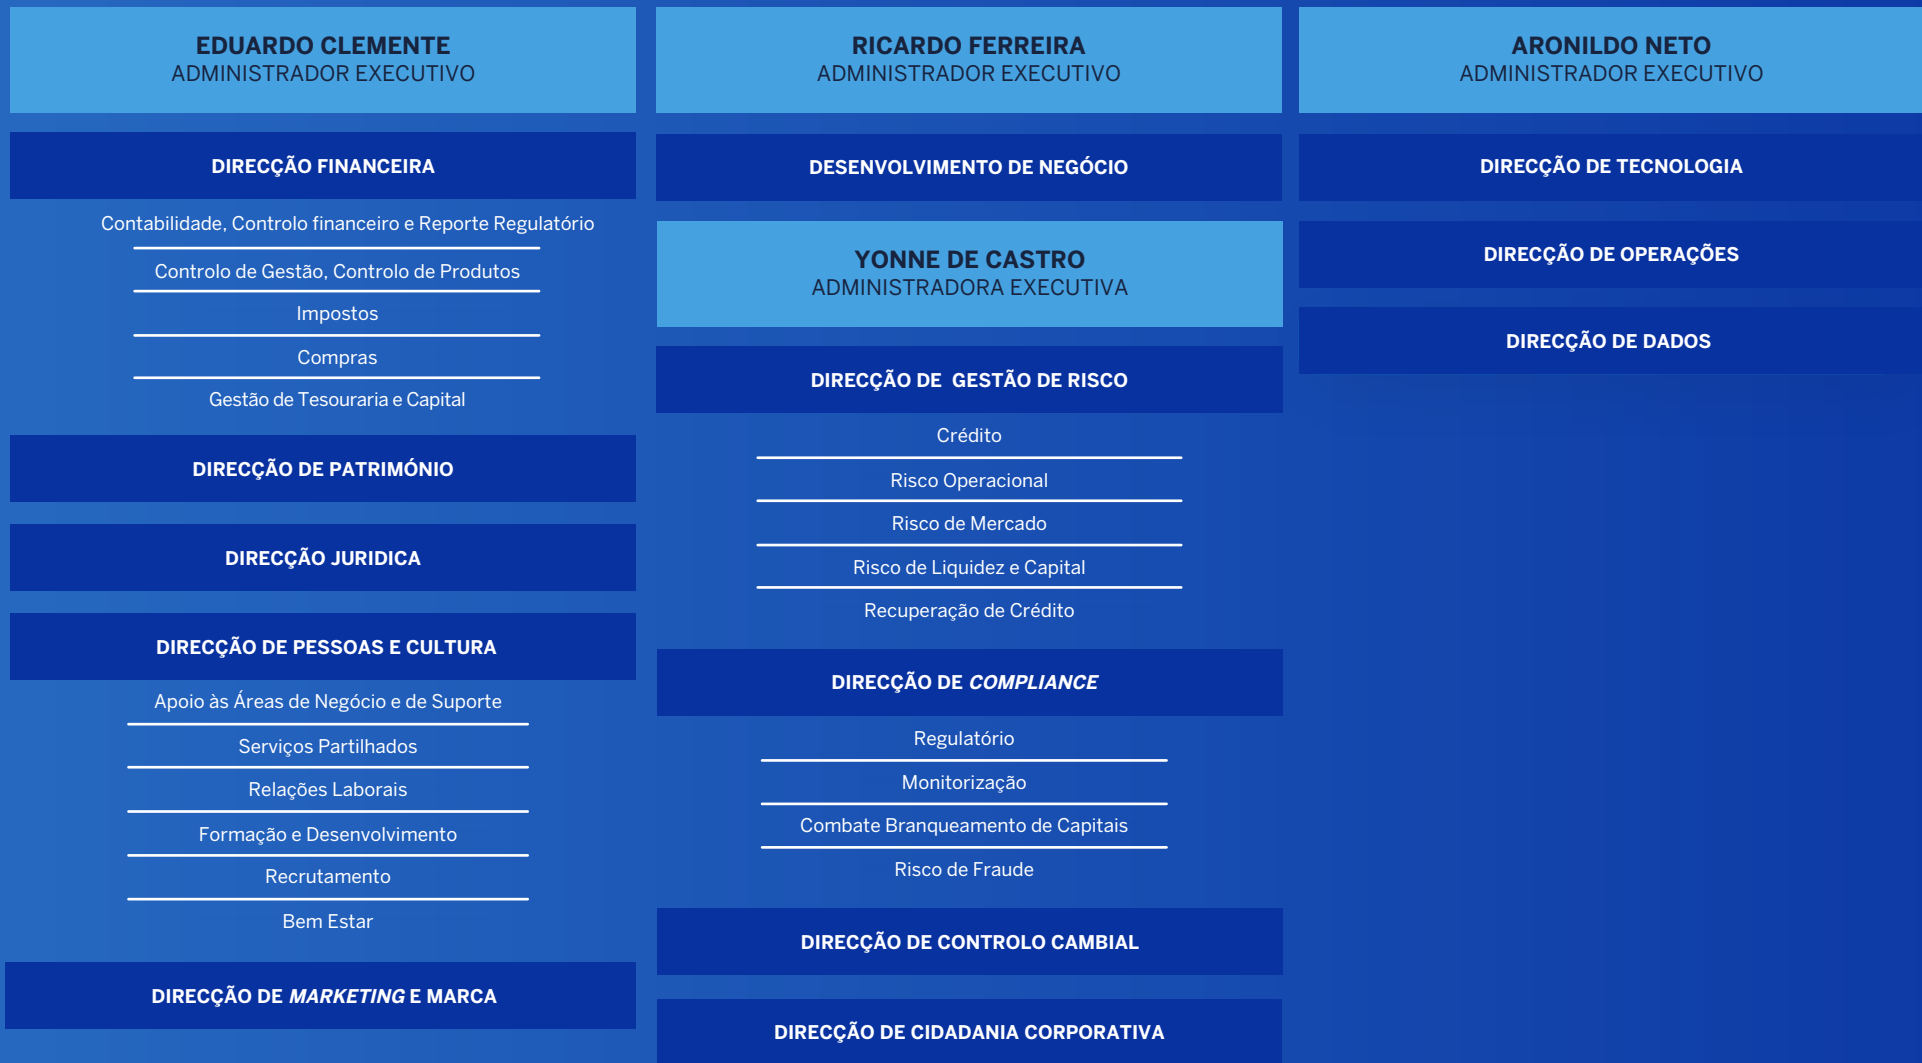 EDUARDO CLEMENTE
ADMINISTRADOR EXECUTIVO
DIRECÇÃO FINANCEIRA
Contabilidade, Controlo financeiro e Reporte Regulatório
Controlo de Gestão, Controlo de Produtos
Impostos
Compras
Gestão de Tesouraria e Capital
DIRECÇÃO DE PATRIMÓNIO
DIRECÇÃO JURIDICA
DIRECÇÃO DE PESSOAS E CULTURA
Apoio às Áreas de Negócio e de Suporte
Serviços Partilhados
Relações Laborais
Formação e Desenvolvimento
Recrutamento
Bem Estar
DIRECÇÃO DE MARKETING E MARCA
RICARDO FERREIRA
ADMINISTRADOR EXECUTIVO
DESENVOLVIMENTO DE NEGÓCIO
YONNE DE CASTRO
ADMINISTRADORA EXECUTIVA
DIRECÇÃO DE GESTÃO DE RISCO
Crédito
Risco Operacional
Risco de Mercado
Risco de Liquidez e Capital
Recuperação de Crédito
DIRECÇÃO DE COMPLIANCE
Regulatório
Monitorização
Combate Branqueamento de Capitais
Risco de Fraude
DIRECÇÃO DE CONTROLO CAMBIAL
DIRECÇÃO DE CIDADANIA CORPORATIVA
ARONILDO NETO
ADMINISTRADOR EXECUTIVO
DIRECÇÃO DE TECNOLOGIA
DIRECÇÃO DE OPERAÇÕES
DIRECÇÃO DE DADOS